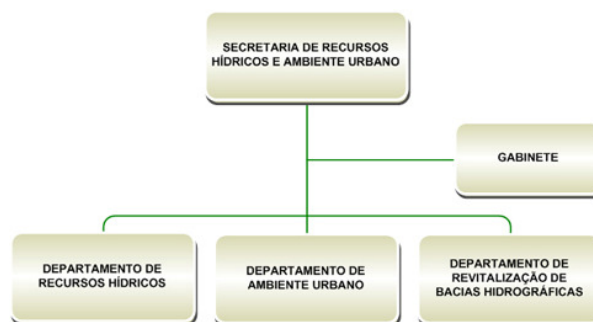 SECRETARIA DE RECURSOS
HÍDRICOS E AMBIENTE URBANO
GABINETE
DEPARTAMENTO DE
RECURSOS HÍDRICOS
DEPARTAMENTO DE
AMBIENTE URBANO
DEPARTAMENTO DE
REVITALIZAÇÃO DE
BACIAS HIDROGRÁFICAS